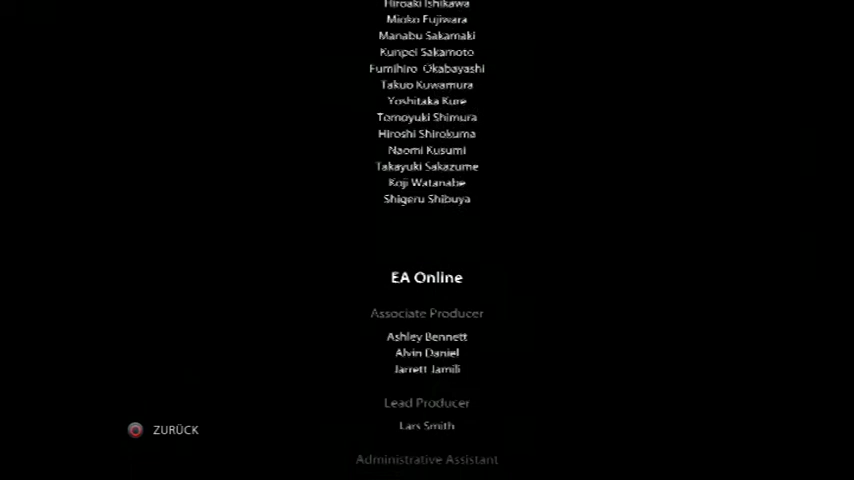 Hiroaki Ishikawa
Mioko Fujiwara
Manabu Sakamaki
Kunpei Sakamoto
Fumihiro Okabayashi
Takuo Kuwamura
Yoshitaka Kure
Tomoyuki Shimura
Hiroshi Shirokuma
Naomi Kusumi
Takayuki Sakazume
Koji Watanabe
Shigeru Shibuya
EA Online
Associate Producer
Ashley Bennett
Alvin Daniel
Jarrett Jamili
Lead Producer
Lars Smith
ZURÜCK
Administrative Assistant